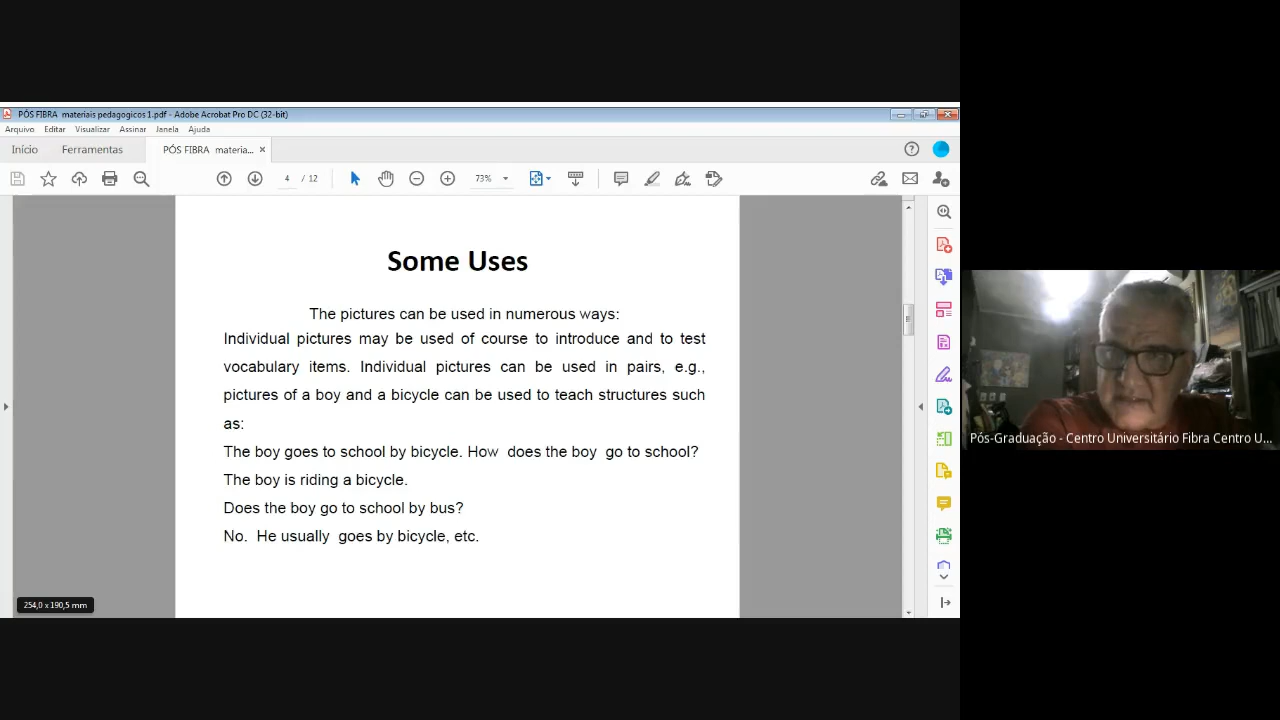 PÓS FIBRA  materiais pedagogicos 1.pdf - Adobe Acrobat Pro DC (32-bit)
Arquivo Editar Visualizar Assinar Janela Ajuda
Início Ferramentas PÓS FIBRA materia... ×
4 / 12 73%
Some Uses
The pictures can be used in numerous ways:
Individual pictures may be used of course to introduce and to test
vocabulary items. Individual pictures can be used in pairs, e.g.,
pictures of a boy and a bicycle can be used to teach structures such
as:
The boy goes to school by bicycle. How  does the boy  go to school?
The boy is riding a bicycle.
Does the boy go to school by bus?
No.  He usually  goes by bicycle, etc.
254,0 x 190,5 mm
Pós-Graduação - Centro Universitário Fibra Centro U...